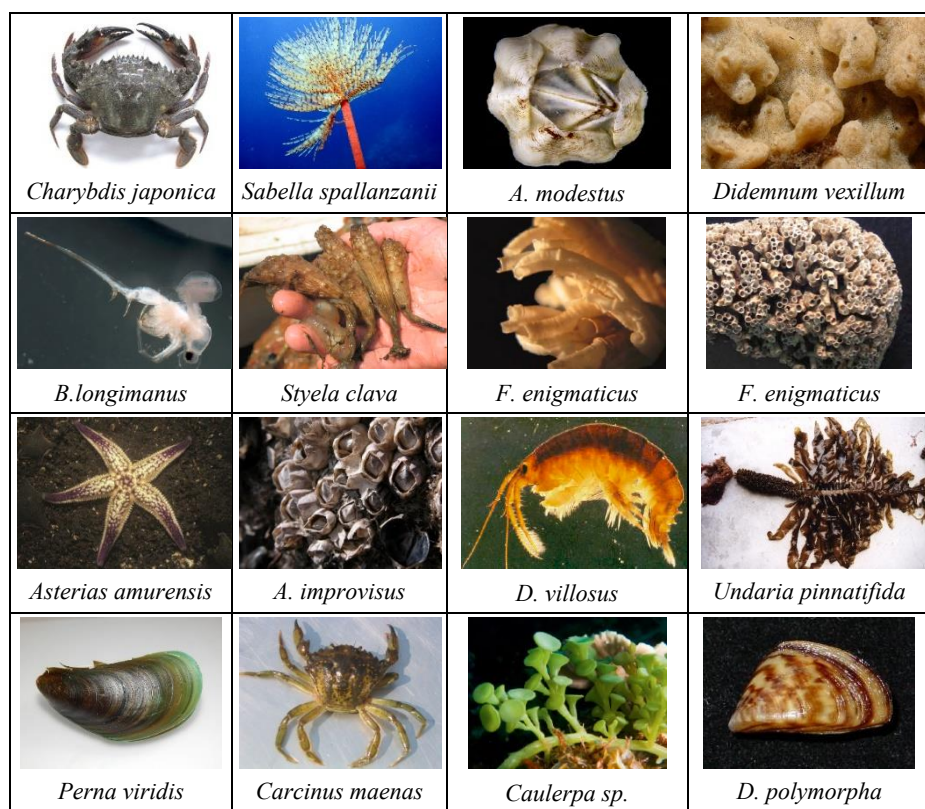 Charybdis japonica
Sabella spallanzanii
A. modestus
Didemnum vexillum
B.longimanus
Styela clava
F. enigmaticus
F. enigmaticus
Asterias amurensis
A. improvisus
D. villosus
Undaria pinnatifida
Perna viridis
Carcinus maenas
Caulerpa sp.
D. polymorpha